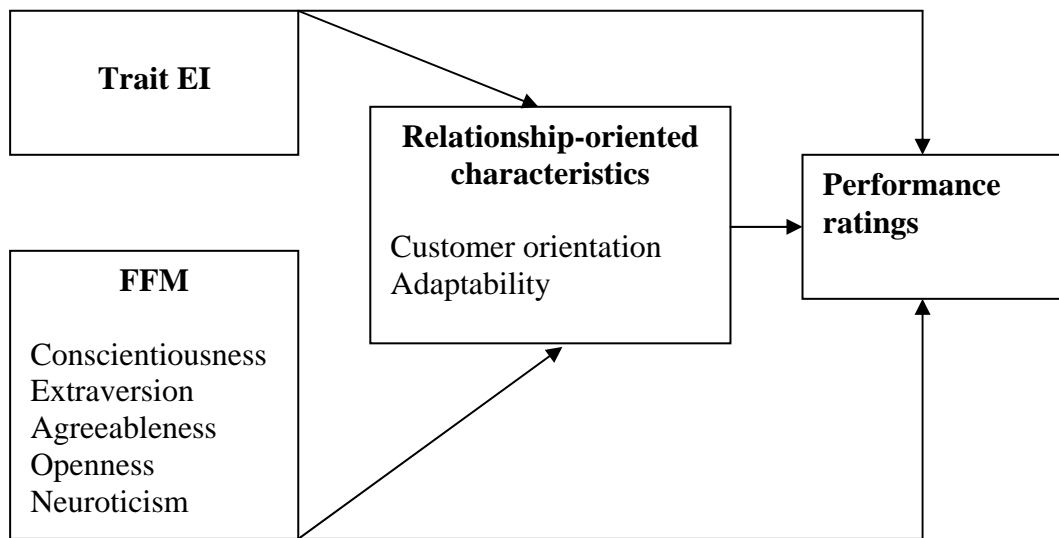 Trait EI
Relationship-oriented
characteristics
Customer orientation
Adaptability
Performance
ratings
FFM
Conscientiousness
Extraversion
Agreeableness
Openness
Neuroticism